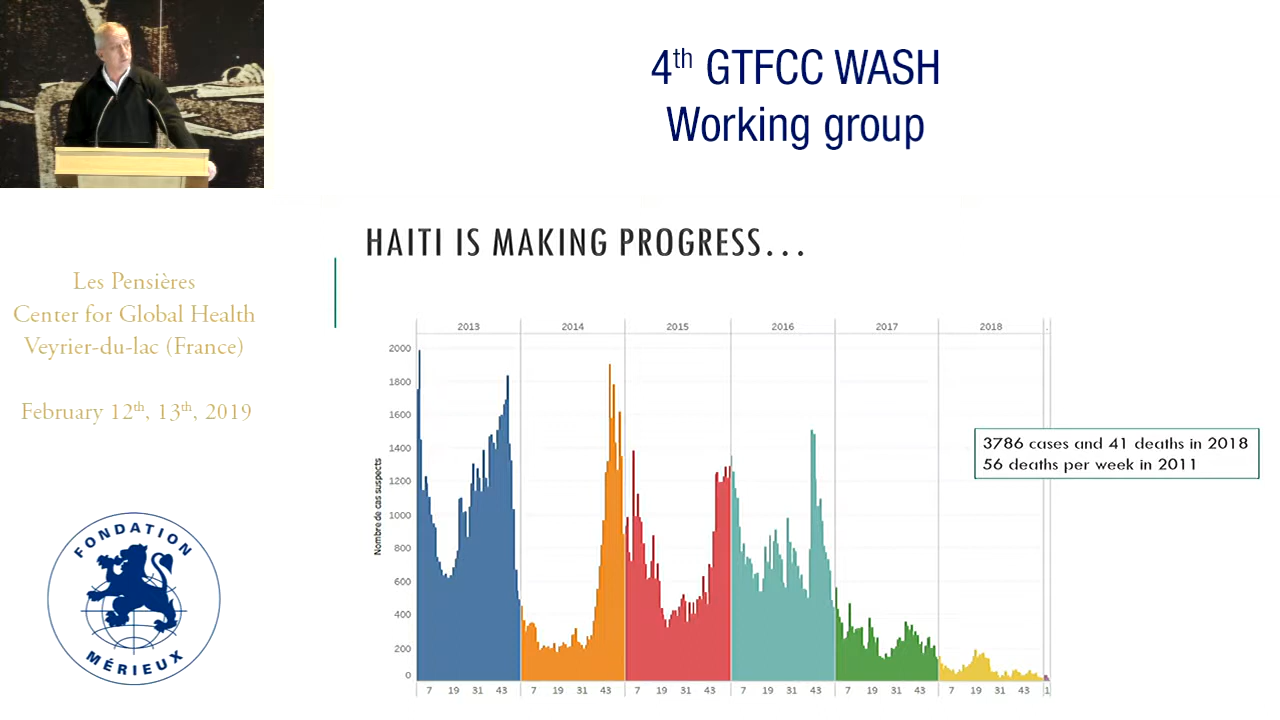 4th GTFCC WASH
Working group
HAITI IS MAKING PROGRESS...
Les Pensières
Center for Global Health
Veyrier-du-lac (France)
February 12th, 13th, 2019
FONDATION
MÉRIEUX
2013 2014 2015 2016 2017 2018 .
Nombre de cas suspects
2000
1800
1600
1400
1200
1000
800
600
400
200
0
7 19 31 43 7 19 31 43 7 19 31 43 7 19 31 43 7 19 31 43 7 19 31 43 1
3786 cases and 41 deaths in 2018
56 deaths per week in 2011